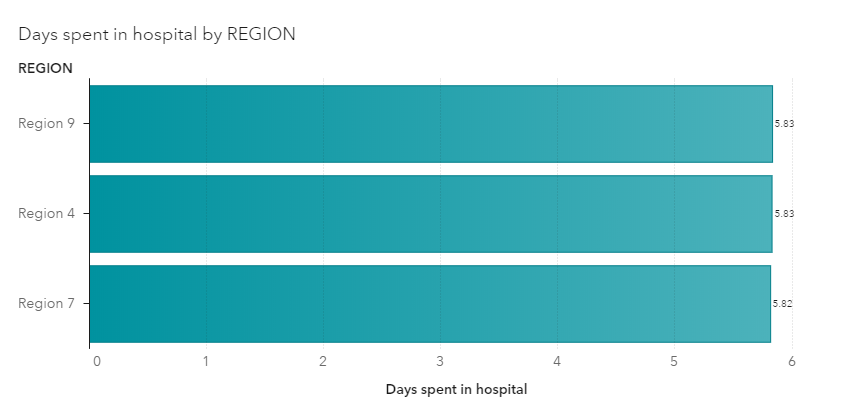 Days spent in hospital by REGION
REGION
Region 9 5.83
Region 4 5.83
Region 7 5.82
0 1 2 3 4 5 6
Days spent in hospital